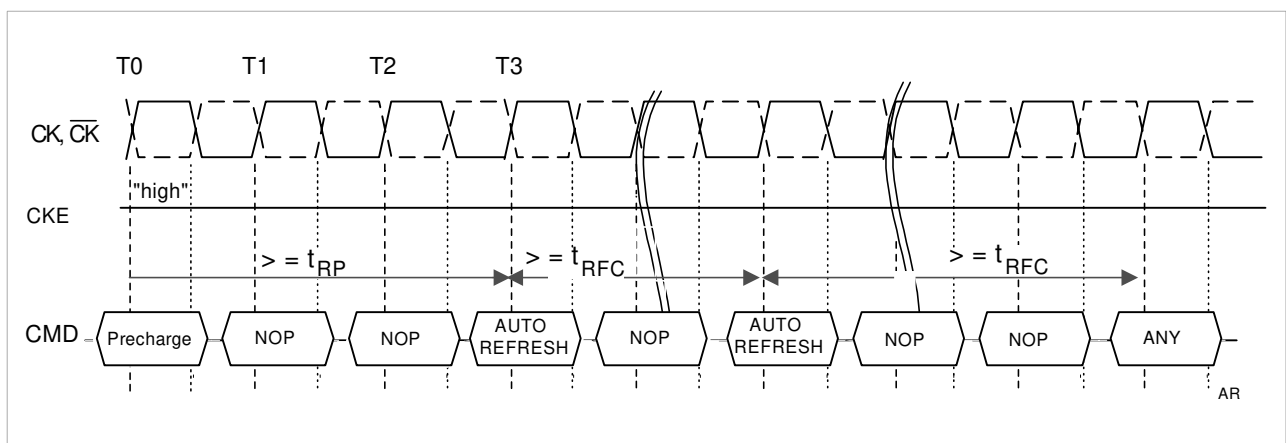 T0 T1 T2 T3
CK, C̅K̅
"high"
CKE
> = tRP > = tRFC > = tRFC
CMD Precharge NOP NOP AUTO REFRESH NOP AUTO REFRESH NOP NOP ANY
AR